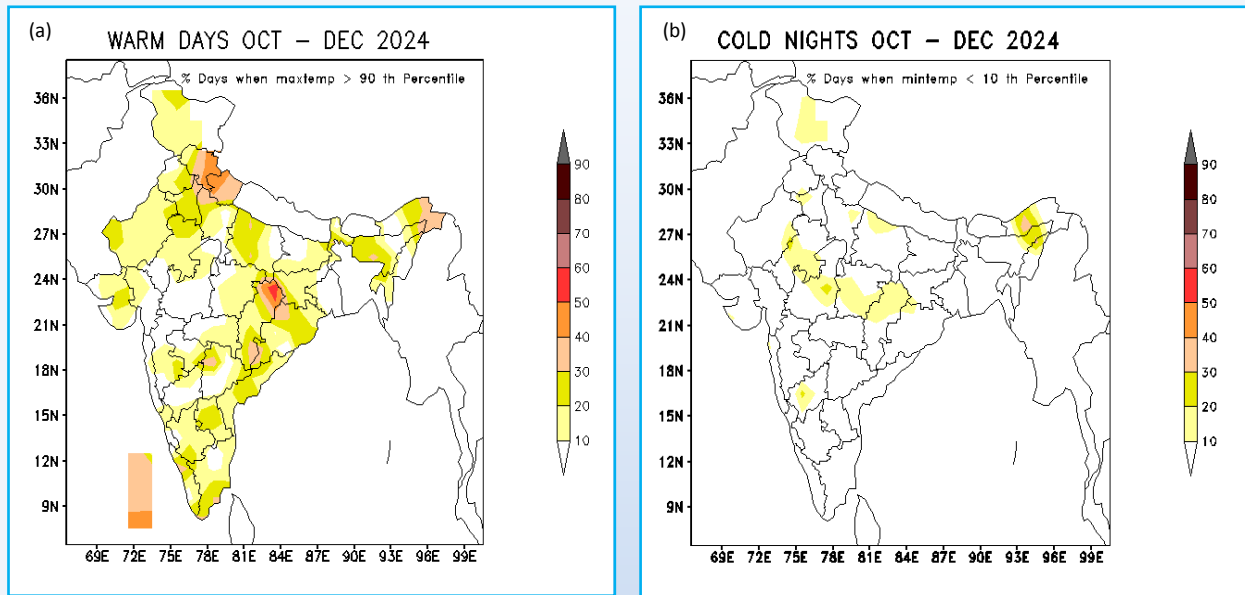 (a)
WARM DAYS OCT – DEC 2024
% Days when maxtemp > 90 th Percentile
36N
33N
30N
27N
24N
21N
18N
15N
12N
9N
69E 72E 75E 78E 81E 84E 87E 90E 93E 96E 99E
90
80
70
60
50
40
30
20
10
(b)
COLD NIGHTS OCT – DEC 2024
% Days when mintemp < 10 th Percentile
36N
33N
30N
27N
24N
21N
18N
15N
12N
9N
69E 72E 75E 78E 81E 84E 87E 90E 93E 96E 99E
90
80
70
60
50
40
30
20
10